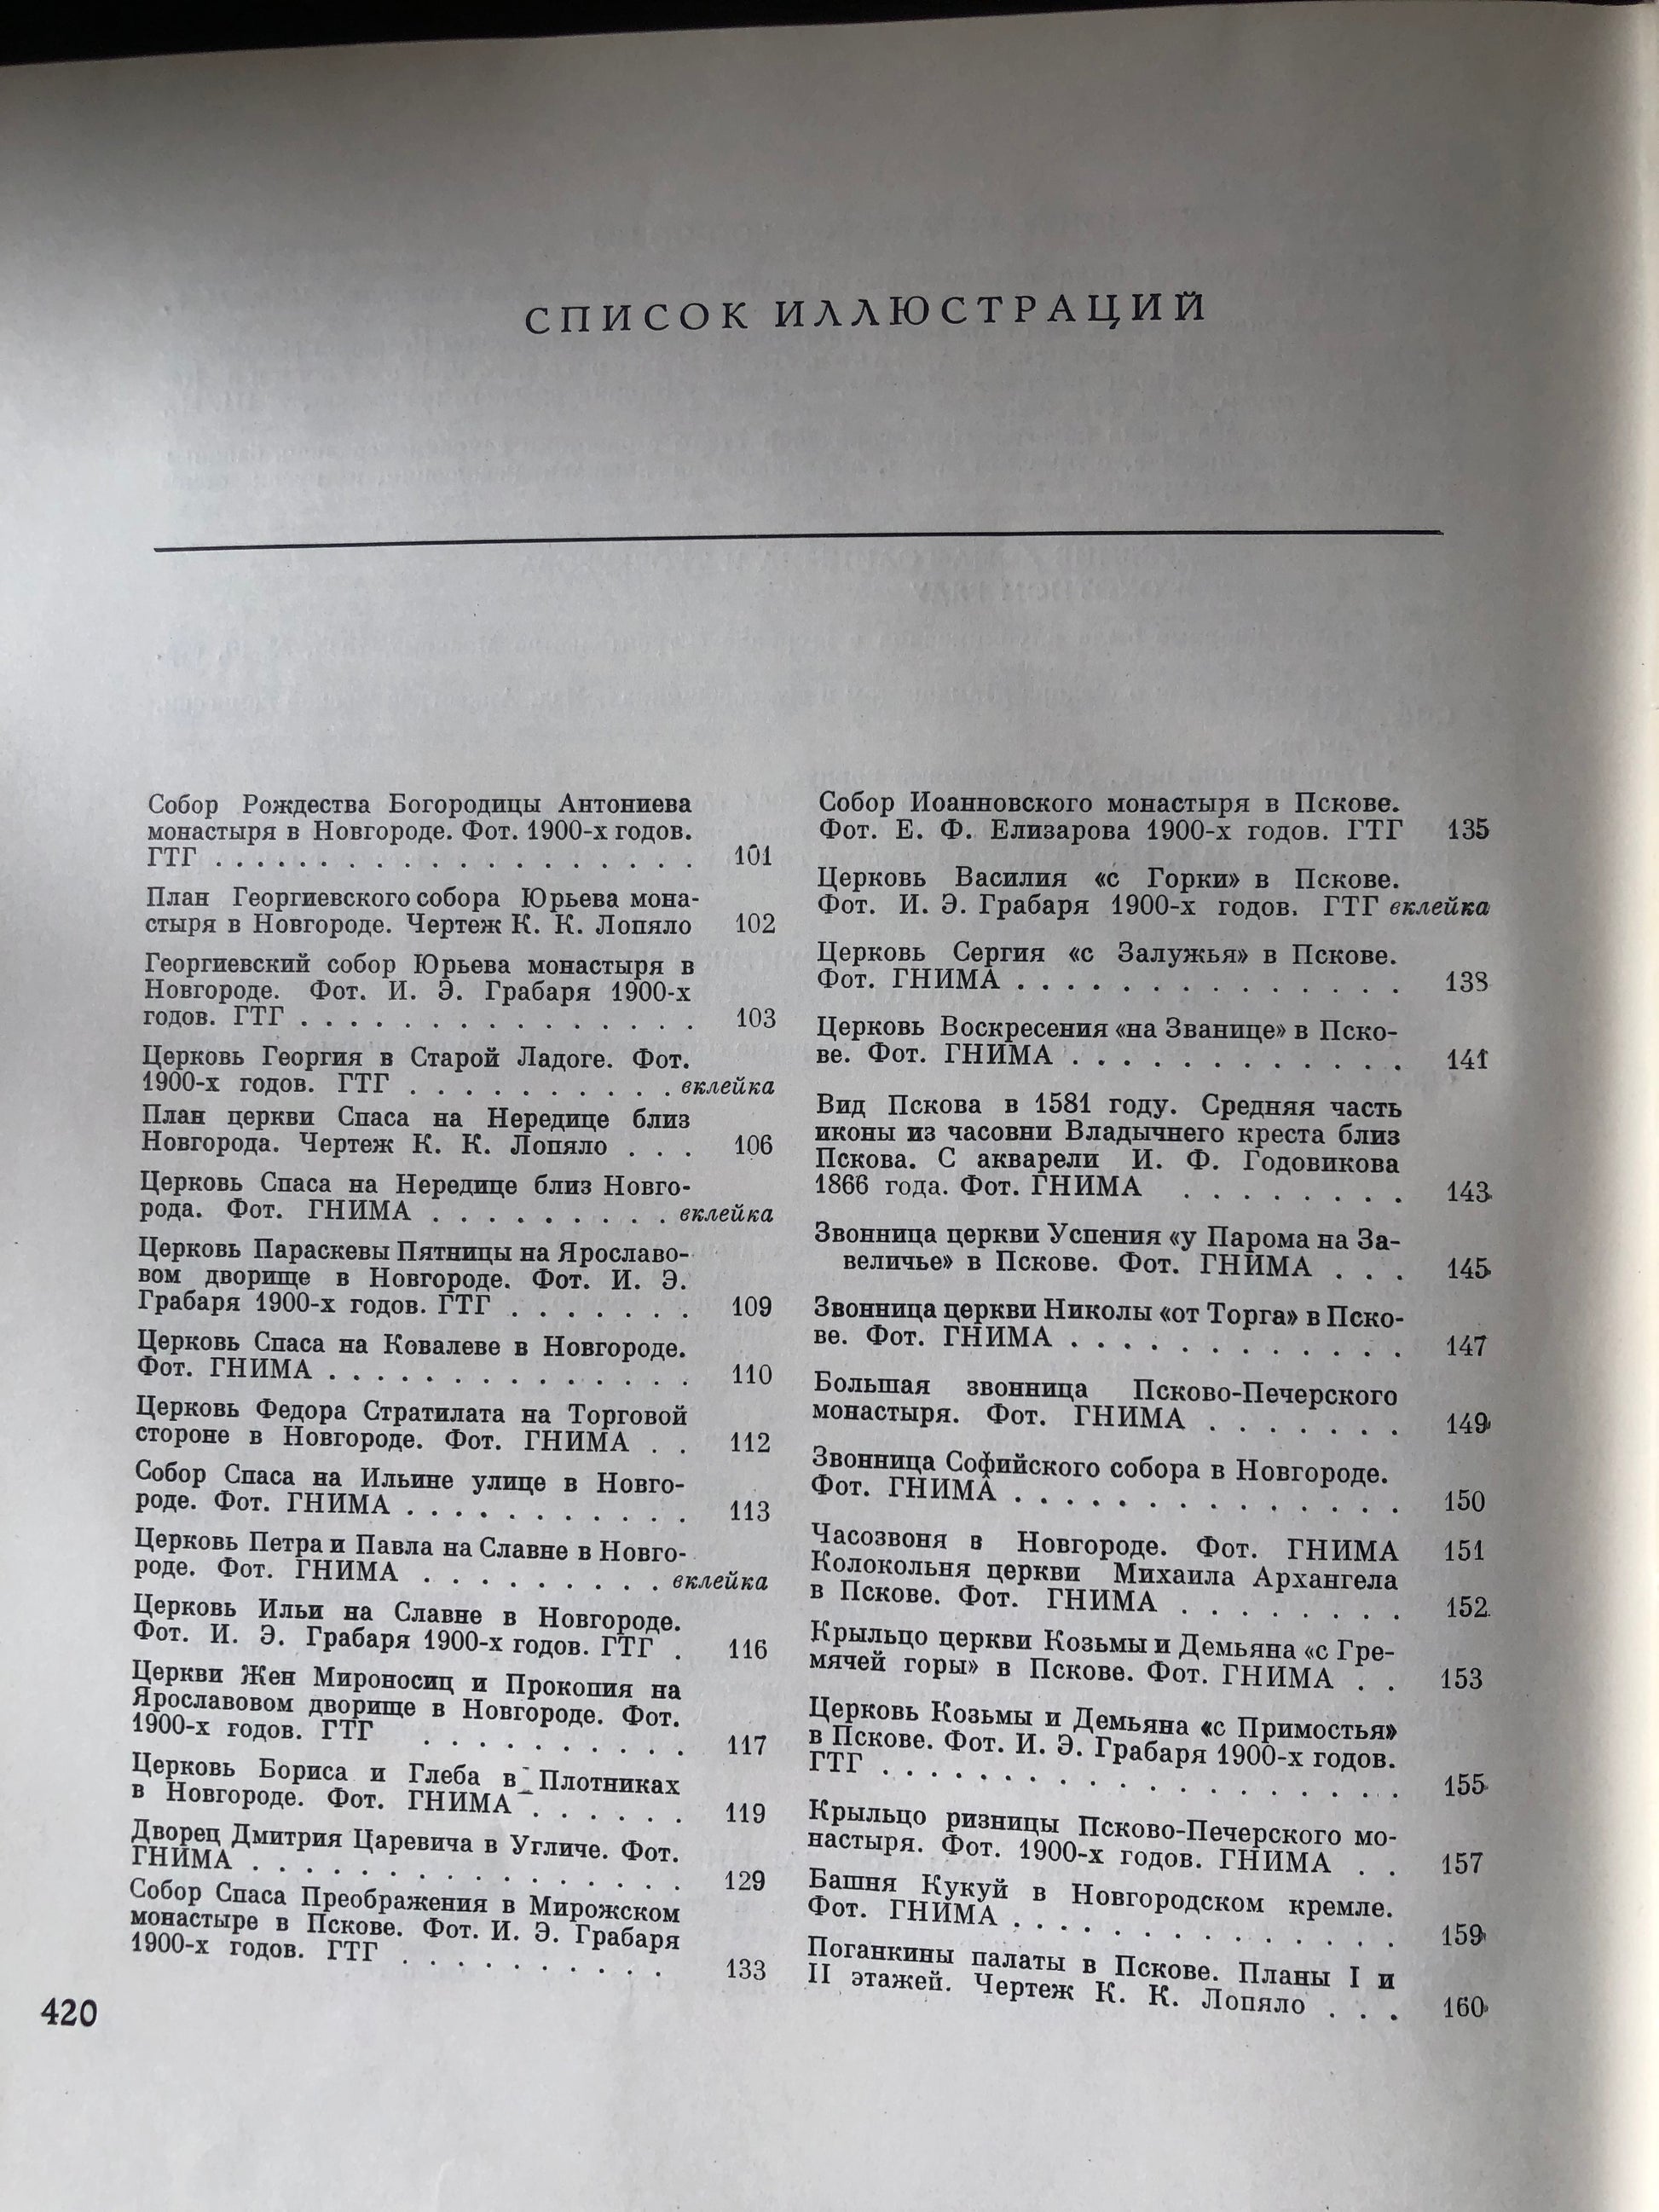 СПИСОК ИЛЛЮСТРАЦИЙ
Собор Рождества Богородицы Антониева
монастыря в Новгороде. Фот. 1900-х годов.
ГТГ . . . . . . . . . . . . . . . . . . . 101
План Георгиевского собора Юрьева мона-
стыря в Новгороде. Чертеж К. К. Лопяло 102
Георгиевский собор Юрьева монастыря в
Новгороде. Фот. И. Э. Грабаря 1900-х
годов. ГТГ . . . . . . . . . . . . . . . . 103
Церковь Георгия в Старой Ладоге. Фот.
1900-х годов. ГТГ . . . . . . . . . . . вклейка
План церкви Спаса на Нередице близ
Новгорода. Чертеж К. К. Лопяло . . . 106
Церковь Спаса на Нередице близ Новго-
рода. Фот. ГНИМА . . . . . . . . . вклейка
Церковь Параскевы Пятницы на Ярославо-
вом дворище в Новгороде. Фот. И. Э.
Грабаря 1900-х годов. ГТГ . . . . . . . 109
Церковь Спаса на Ковалеве в Новгороде.
Фот. ГНИМА . . . . . . . . . . . . . . . 110
Церковь Федора Стратилата на Торговой
стороне в Новгороде. Фот. ГНИМА . . 112
Собор Спаса на Ильине улице в Новго-
роде. Фот. ГНИМА . . . . . . . . . . . . 113
Церковь Петра и Павла на Славне в Новго-
роде. Фот. ГНИМА . . . . . . . . . . вклейка
Церковь Ильи на Славне в Новгороде.
Фот. И. Э. Грабаря 1900-х годов. ГТГ . 116
Церкви Жен Мироносиц и Прокопия на
Ярославовом дворище в Новгороде. Фот.
1900-х годов. ГТГ . . . . . . . . . . . 117
Церковь Бориса и Глеба в Плотниках
в Новгороде. Фот. ГНИМА . . . . . . 119
Дворец Дмитрия Царевича в Угличе. Фот.
ГНИМА . . . . . . . . . . . . . . . . . 129
Собор Спаса Преображения в Мирожском
монастыре в Пскове. Фот. И. Э. Грабаря
1900-х годов. ГТГ . . . . . . . . . . 133
420
Собор Иоанновского монастыря в Пскове.
Фот. Е. Ф. Елизарова 1900-х годов. ГТГ 135
Церковь Василия «с Горки» в Пскове.
Фот. И. Э. Грабаря 1900-х годов. ГТГ вклейка
Церковь Сергия «с Залужья» в Пскове.
Фот. ГНИМА . . . . . . . . . . . . . . . 138
Церковь Воскресения «на Званице» в Пско-
ве. Фот. ГНИМА . . . . . . . . . . . . . 141
Вид Пскова в 1581 году. Средняя часть
иконы из часовни Владычнего креста близ
Пскова. С акварели И. Ф. Годовикова
1866 года. Фот. ГНИМА . . . . . . . . . 143
Звонница церкви Успения «у Парома на За-
величье» в Пскове. Фот. ГНИМА . . . 145
Звонница церкви Николы «от Торга» в Пско-
ве. Фот. ГНИМА . . . . . . . . . . . . . 147
Большая звонница Псково-Печерского
монастыря. Фот. ГНИМА . . . . . . . 149
Звонница Софийского собора в Новгороде.
Фот. ГНИМА . . . . . . . . . . . . . . . 150
Часозвоня в Новгороде. Фот. ГНИМА 151
Колокольня церкви Михаила Архангела
в Пскове. Фот. ГНИМА . . . . . . . . 152
Крыльцо церкви Козьмы и Демьяна «с Гре-
мячей горы» в Пскове. Фот. ГНИМА . . 153
Церковь Козьмы и Демьяна «с Примостья»
в Пскове. Фот. И. Э. Грабаря 1900-х годов.
ГТГ . . . . . . . . . . . . . . . . . . . . 155
Крыльцо ризницы Псково-Печерского мо-
настыря. Фот. 1900-х годов. ГНИМА . . 157
Башня Кукуй в Новгородском кремле.
Фот. ГНИМА . . . . . . . . . . . . . . . 159
Поганкины палаты в Пскове. Планы I и
II этажей. Чертеж К. К. Лопяло . . . 160